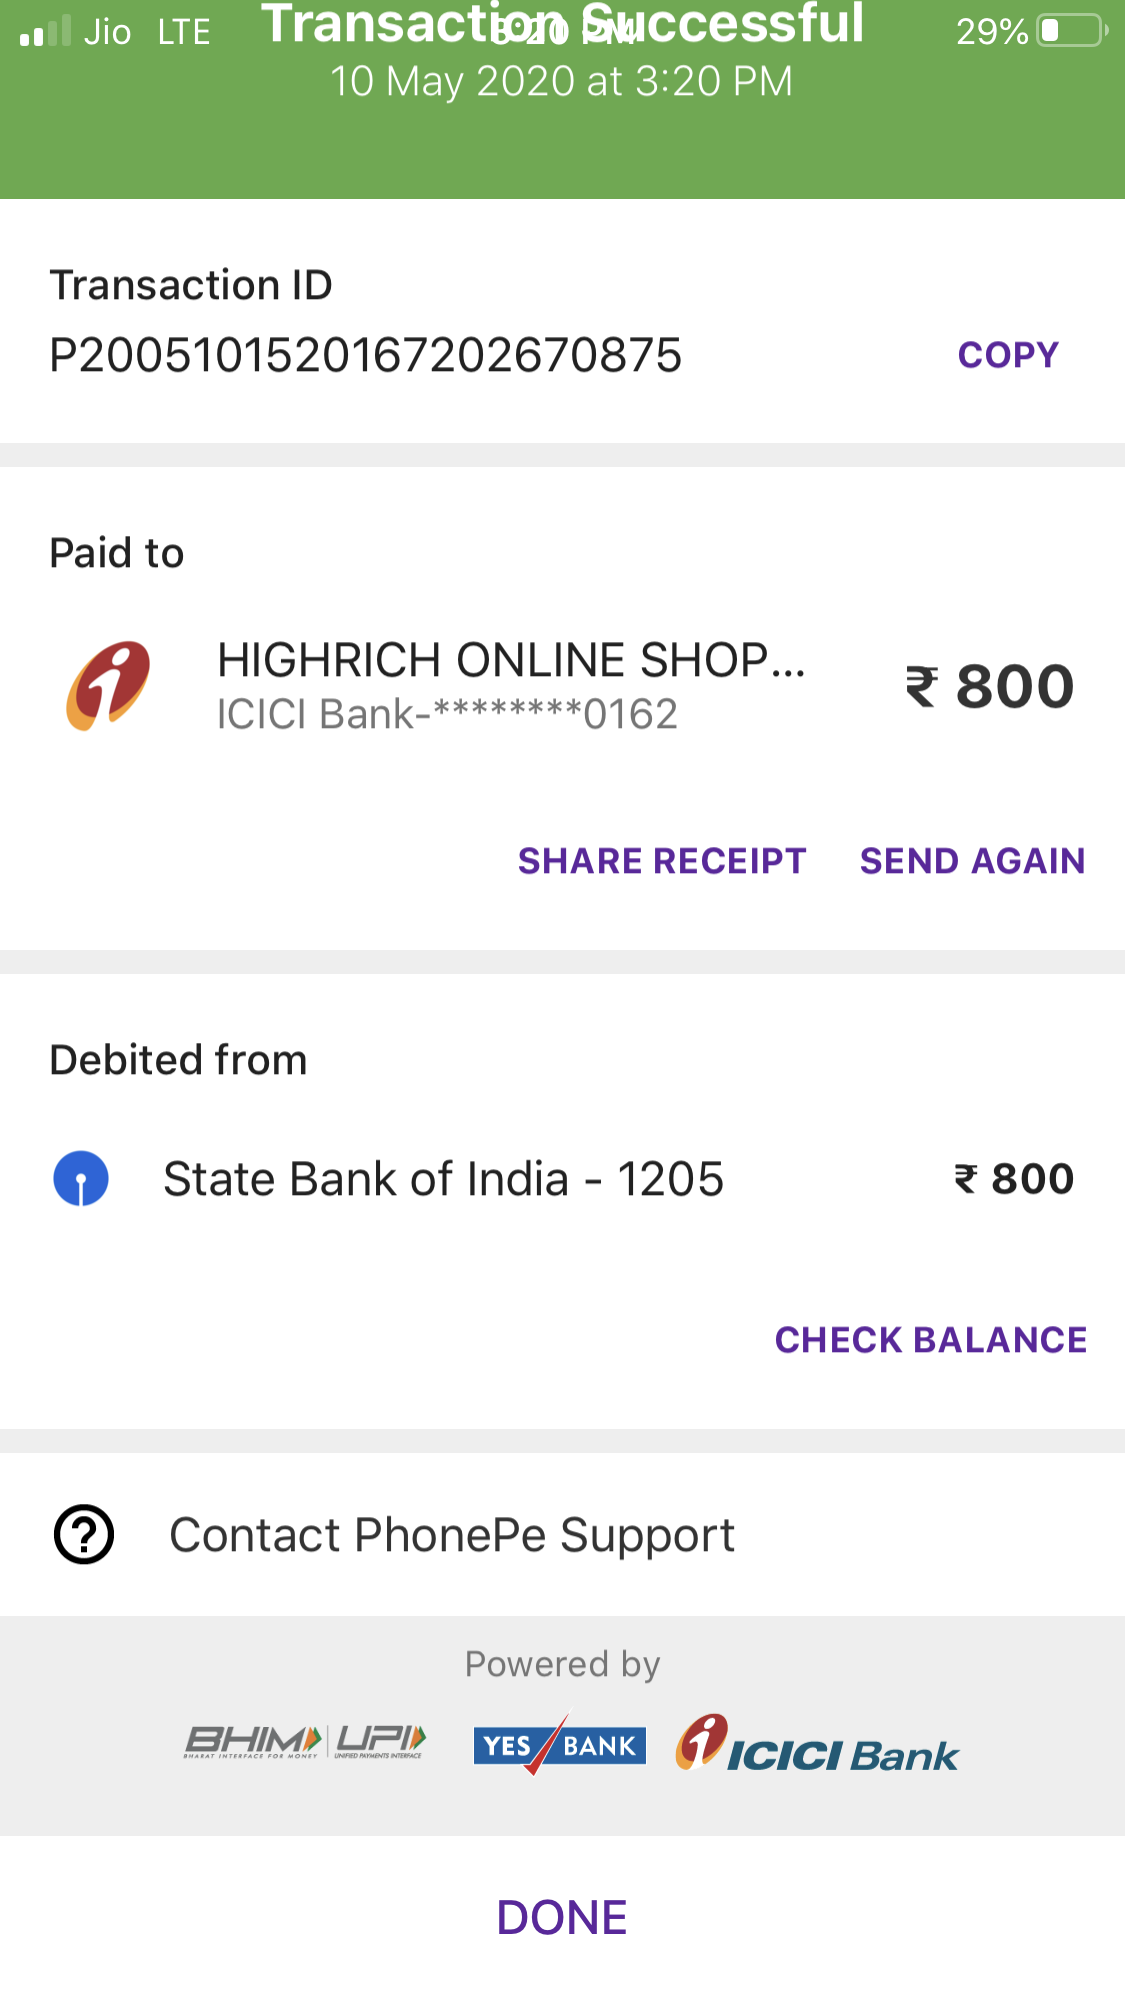 Jio LTE 3:20 PM 29%
Transaction Successful
10 May 2020 at 3:20 PM
Transaction ID
P2005101520167202670875 COPY
Paid to
HIGHRICH ONLINE SHOP...
ICICI Bank-********0162
₹ 800
SHARE RECEIPT SEND AGAIN
Debited from
State Bank of India - 1205 ₹ 800
CHECK BALANCE
Contact PhonePe Support
Powered by
BHIM UPI YES BANK ICICI Bank
BHARAT INTERFACE FOR MONEY UNIFIED PAYMENTS INTERFACE
DONE